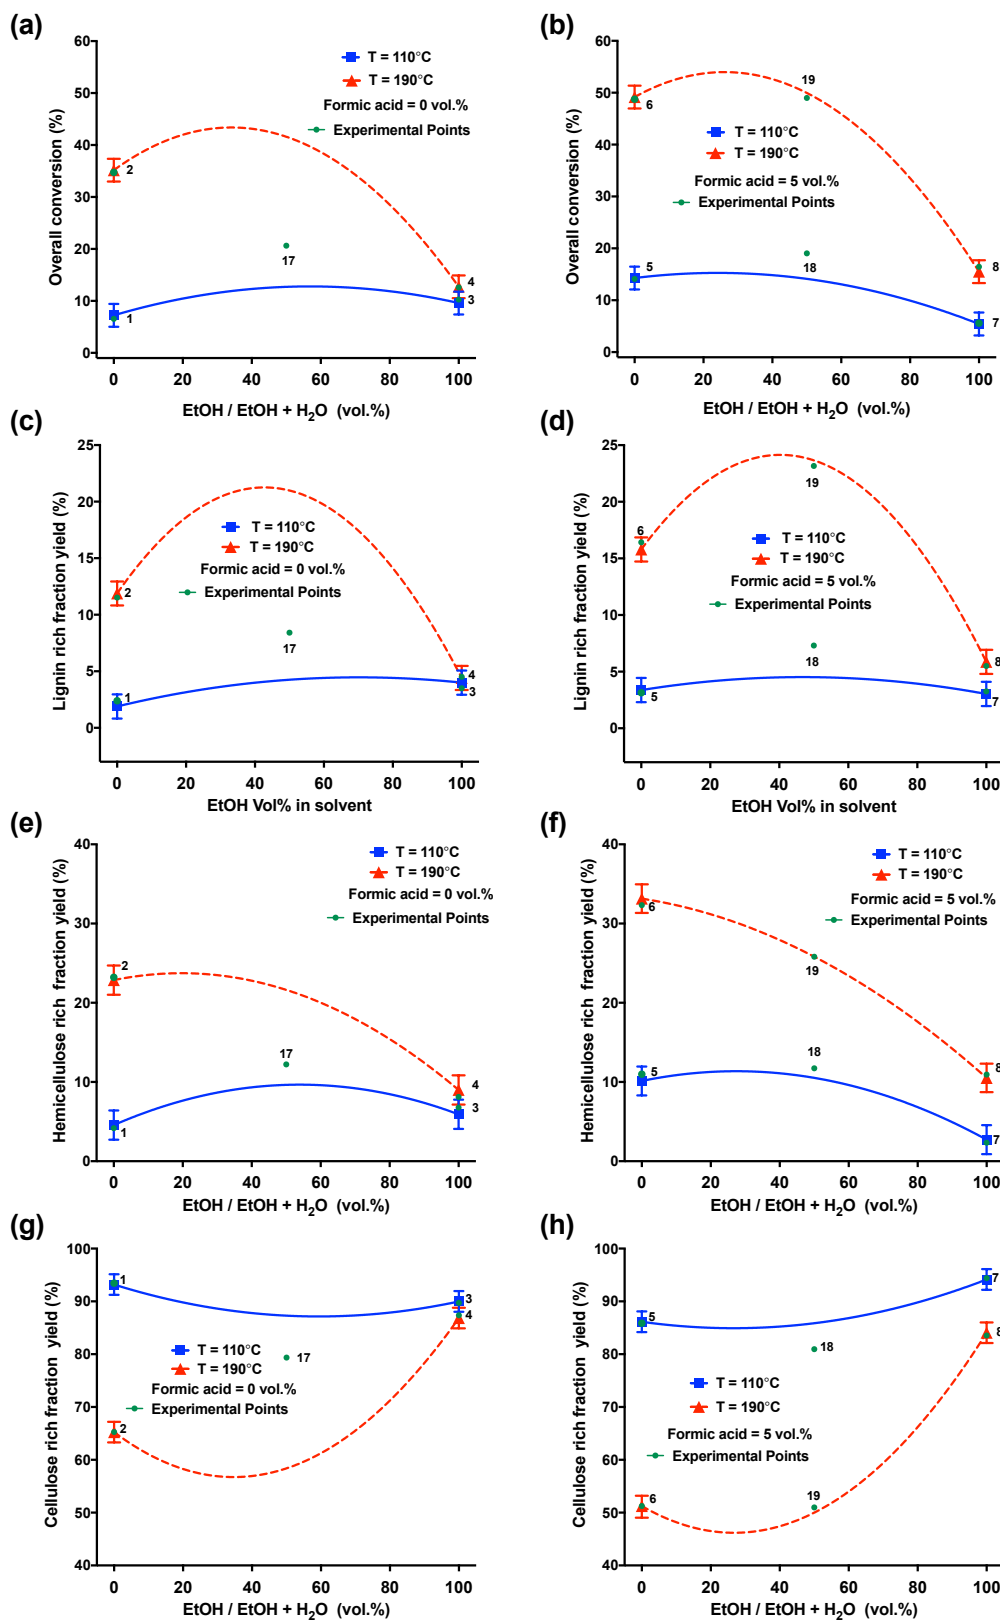 (a)
60
50
40
30
20
10
0
Overall conversion (%)
T = 110°C
T = 190°C
Formic acid = 0 vol.%
Experimental Points
2
17
1
4
3
0 20 40 60 80 100
EtOH / EtOH + H₂O (vol.%)
(b)
60
50
40
30
20
10
0
Overall conversion (%)
19
6
T = 110°C
T = 190°C
Formic acid = 5 vol.%
Experimental Points
5
18
8
7
0 20 40 60 80 100
EtOH / EtOH + H₂O (vol.%)
(c)
25
20
15
10
5
0
Lignin rich fraction yield (%)
T = 110°C
T = 190°C
Formic acid = 0 vol.%
Experimental Points
2
17
1
4
3
0 20 40 60 80 100
EtOH Vol% in solvent
(d)
25
20
15
10
5
0
Lignin rich fraction yield (%)
19
6
T = 110°C
T = 190°C
Formic acid = 5 vol.%
Experimental Points
18
5
8
7
0 20 40 60 80 100
EtOH Vol% in solvent
(e)
40
30
20
10
0
Hemicellulose rich fraction yield (%)
T = 110°C
T = 190°C
Formic acid = 0 vol.%
Experimental Points
2
17
1
4
3
0 20 40 60 80 100
EtOH / EtOH + H₂O (vol.%)
(f)
40
30
20
10
0
Hemicellulose rich fraction yield (%)
T = 110°C
T = 190°C
Formic acid = 5 vol.%
Experimental Points
6
19
18
5
8
7
0 20 40 60 80 100
EtOH / EtOH + H₂O (vol.%)
(g)
100
90
80
70
60
50
40
Cellulose rich fraction yield (%)
1
3
4
T = 110°C
17
T = 190°C
Formic acid = 0 vol.%
Experimental Points
2
0 20 40 60 80 100
EtOH / EtOH + H₂O (vol.%)
(h)
100
90
80
70
60
50
40
Cellulose rich fraction yield (%)
7
5
8
18
T = 110°C
T = 190°C
Formic acid = 5 vol.%
Experimental Points
6
19
0 20 40 60 80 100
EtOH / EtOH + H₂O (vol.%)